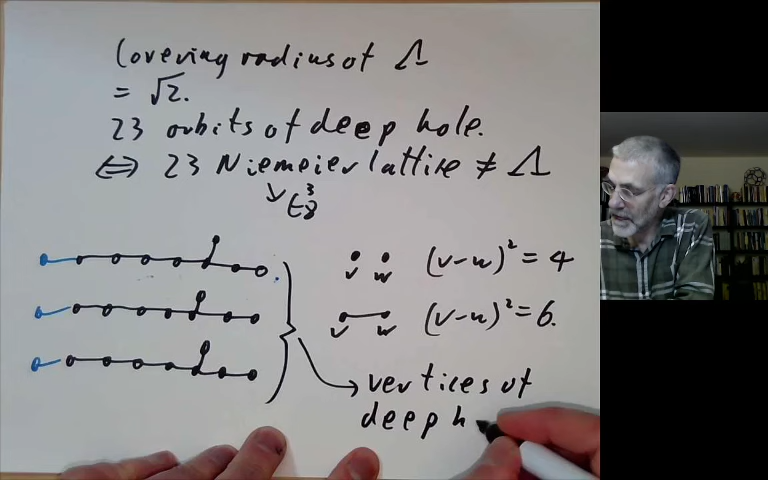 Covering radius of Λ
= √2.
23 orbits of deep hole.
⇔ 23 Niemeier lattice ≠ Λ
↘ E₈³
v w (v-w)² = 4
v w (v-w)² = 6.
→ vertices of
deep h